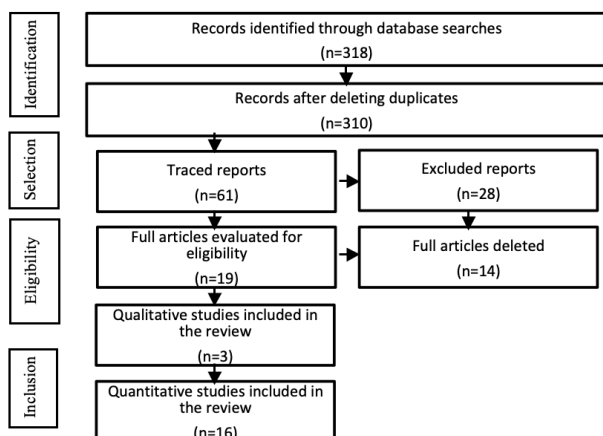 Identification
Records identified through database searches
(n=318)
Records after deleting duplicates
(n=310)
Selection
Traced reports
(n=61)
Excluded reports
(n=28)
Eligibility
Full articles evaluated for
eligibility
(n=19)
Full articles deleted
(n=14)
Qualitative studies included in
the review
(n=3)
Inclusion
Quantitative studies included in
the review
(n=16)